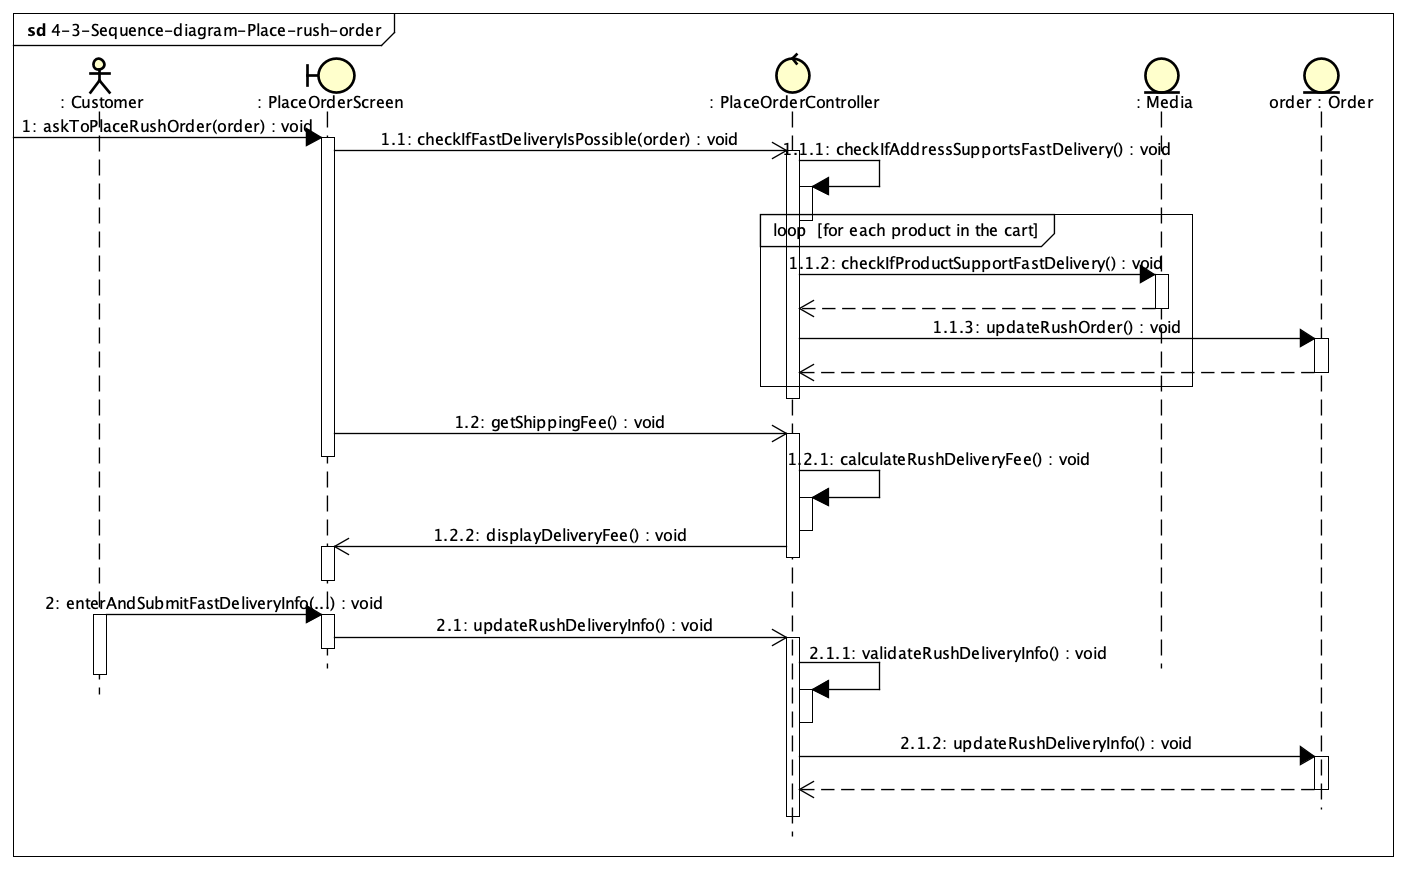 sd 4-3-Sequence-diagram-Place-rush-order
: Customer
: PlaceOrderScreen
: PlaceOrderController
: Media
order : Order
1: askToPlaceRushOrder(order) : void
1.1: checkIfFastDeliveryIsPossible(order) : void
1.1.1: checkIfAddressSupportsFastDelivery() : void
loop [for each product in the cart]
1.1.2: checkIfProductSupportFastDelivery() : void
1.1.3: updateRushOrder() : void
1.2: getShippingFee() : void
1.2.1: calculateRushDeliveryFee() : void
1.2.2: displayDeliveryFee() : void
2: enterAndSubmitFastDeliveryInfo(...) : void
2.1: updateRushDeliveryInfo() : void
2.1.1: validateRushDeliveryInfo() : void
2.1.2: updateRushDeliveryInfo() : void